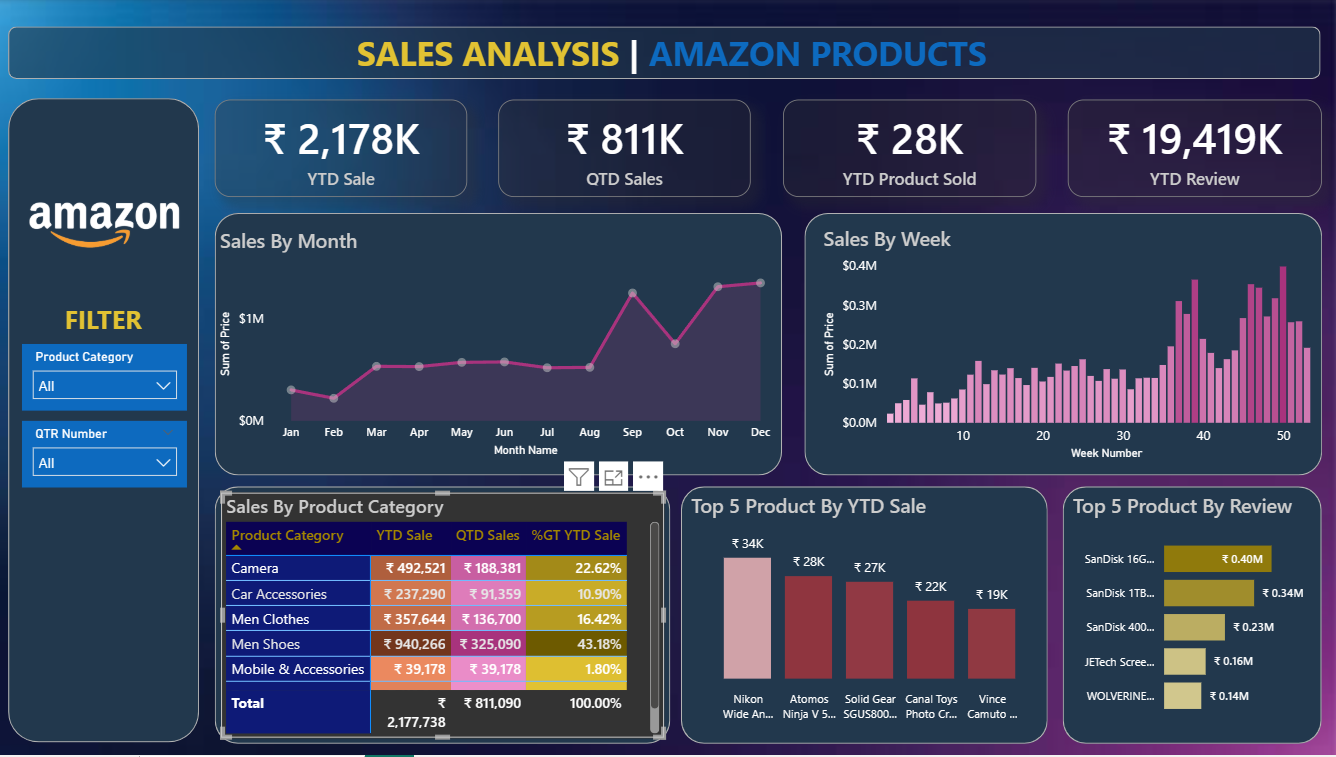 SALES ANALYSIS | AMAZON PRODUCTS
amazon
FILTER
Product Category
All
QTR Number
All
₹ 2,178K
YTD Sale
₹ 811K
QTD Sales
₹ 28K
YTD Product Sold
₹ 19,419K
YTD Review
Sales By Month
Sum of Price
$1M
$0M
Jan Feb Mar Apr May Jun Jul Aug Sep Oct Nov Dec
Month Name
Sales By Week
Sum of Price
$0.4M
$0.3M
$0.2M
$0.1M
$0.0M
10 20 30 40 50
Week Number
Sales By Product Category
Product Category YTD Sale QTD Sales %GT YTD Sale
Camera ₹ 492,521 ₹ 188,381 22.62%
Car Accessories ₹ 237,290 ₹ 91,359 10.90%
Men Clothes ₹ 357,644 ₹ 136,700 16.42%
Men Shoes ₹ 940,266 ₹ 325,090 43.18%
Mobile & Accessories ₹ 39,178 ₹ 39,178 1.80%
Total ₹ ₹ 811,090 100.00%
2,177,738
Top 5 Product By YTD Sale
₹ 34K
₹ 28K
₹ 27K
₹ 22K
₹ 19K
Nikon Atomos Solid Gear Canal Toys Vince
Wide An... Ninja V 5... SGUS800... Photo Cr... Camuto ...
Top 5 Product By Review
SanDisk 16G... ₹ 0.40M
SanDisk 1TB... ₹ 0.34M
SanDisk 400... ₹ 0.23M
JETech Scree... ₹ 0.16M
WOLVERINE... ₹ 0.14M